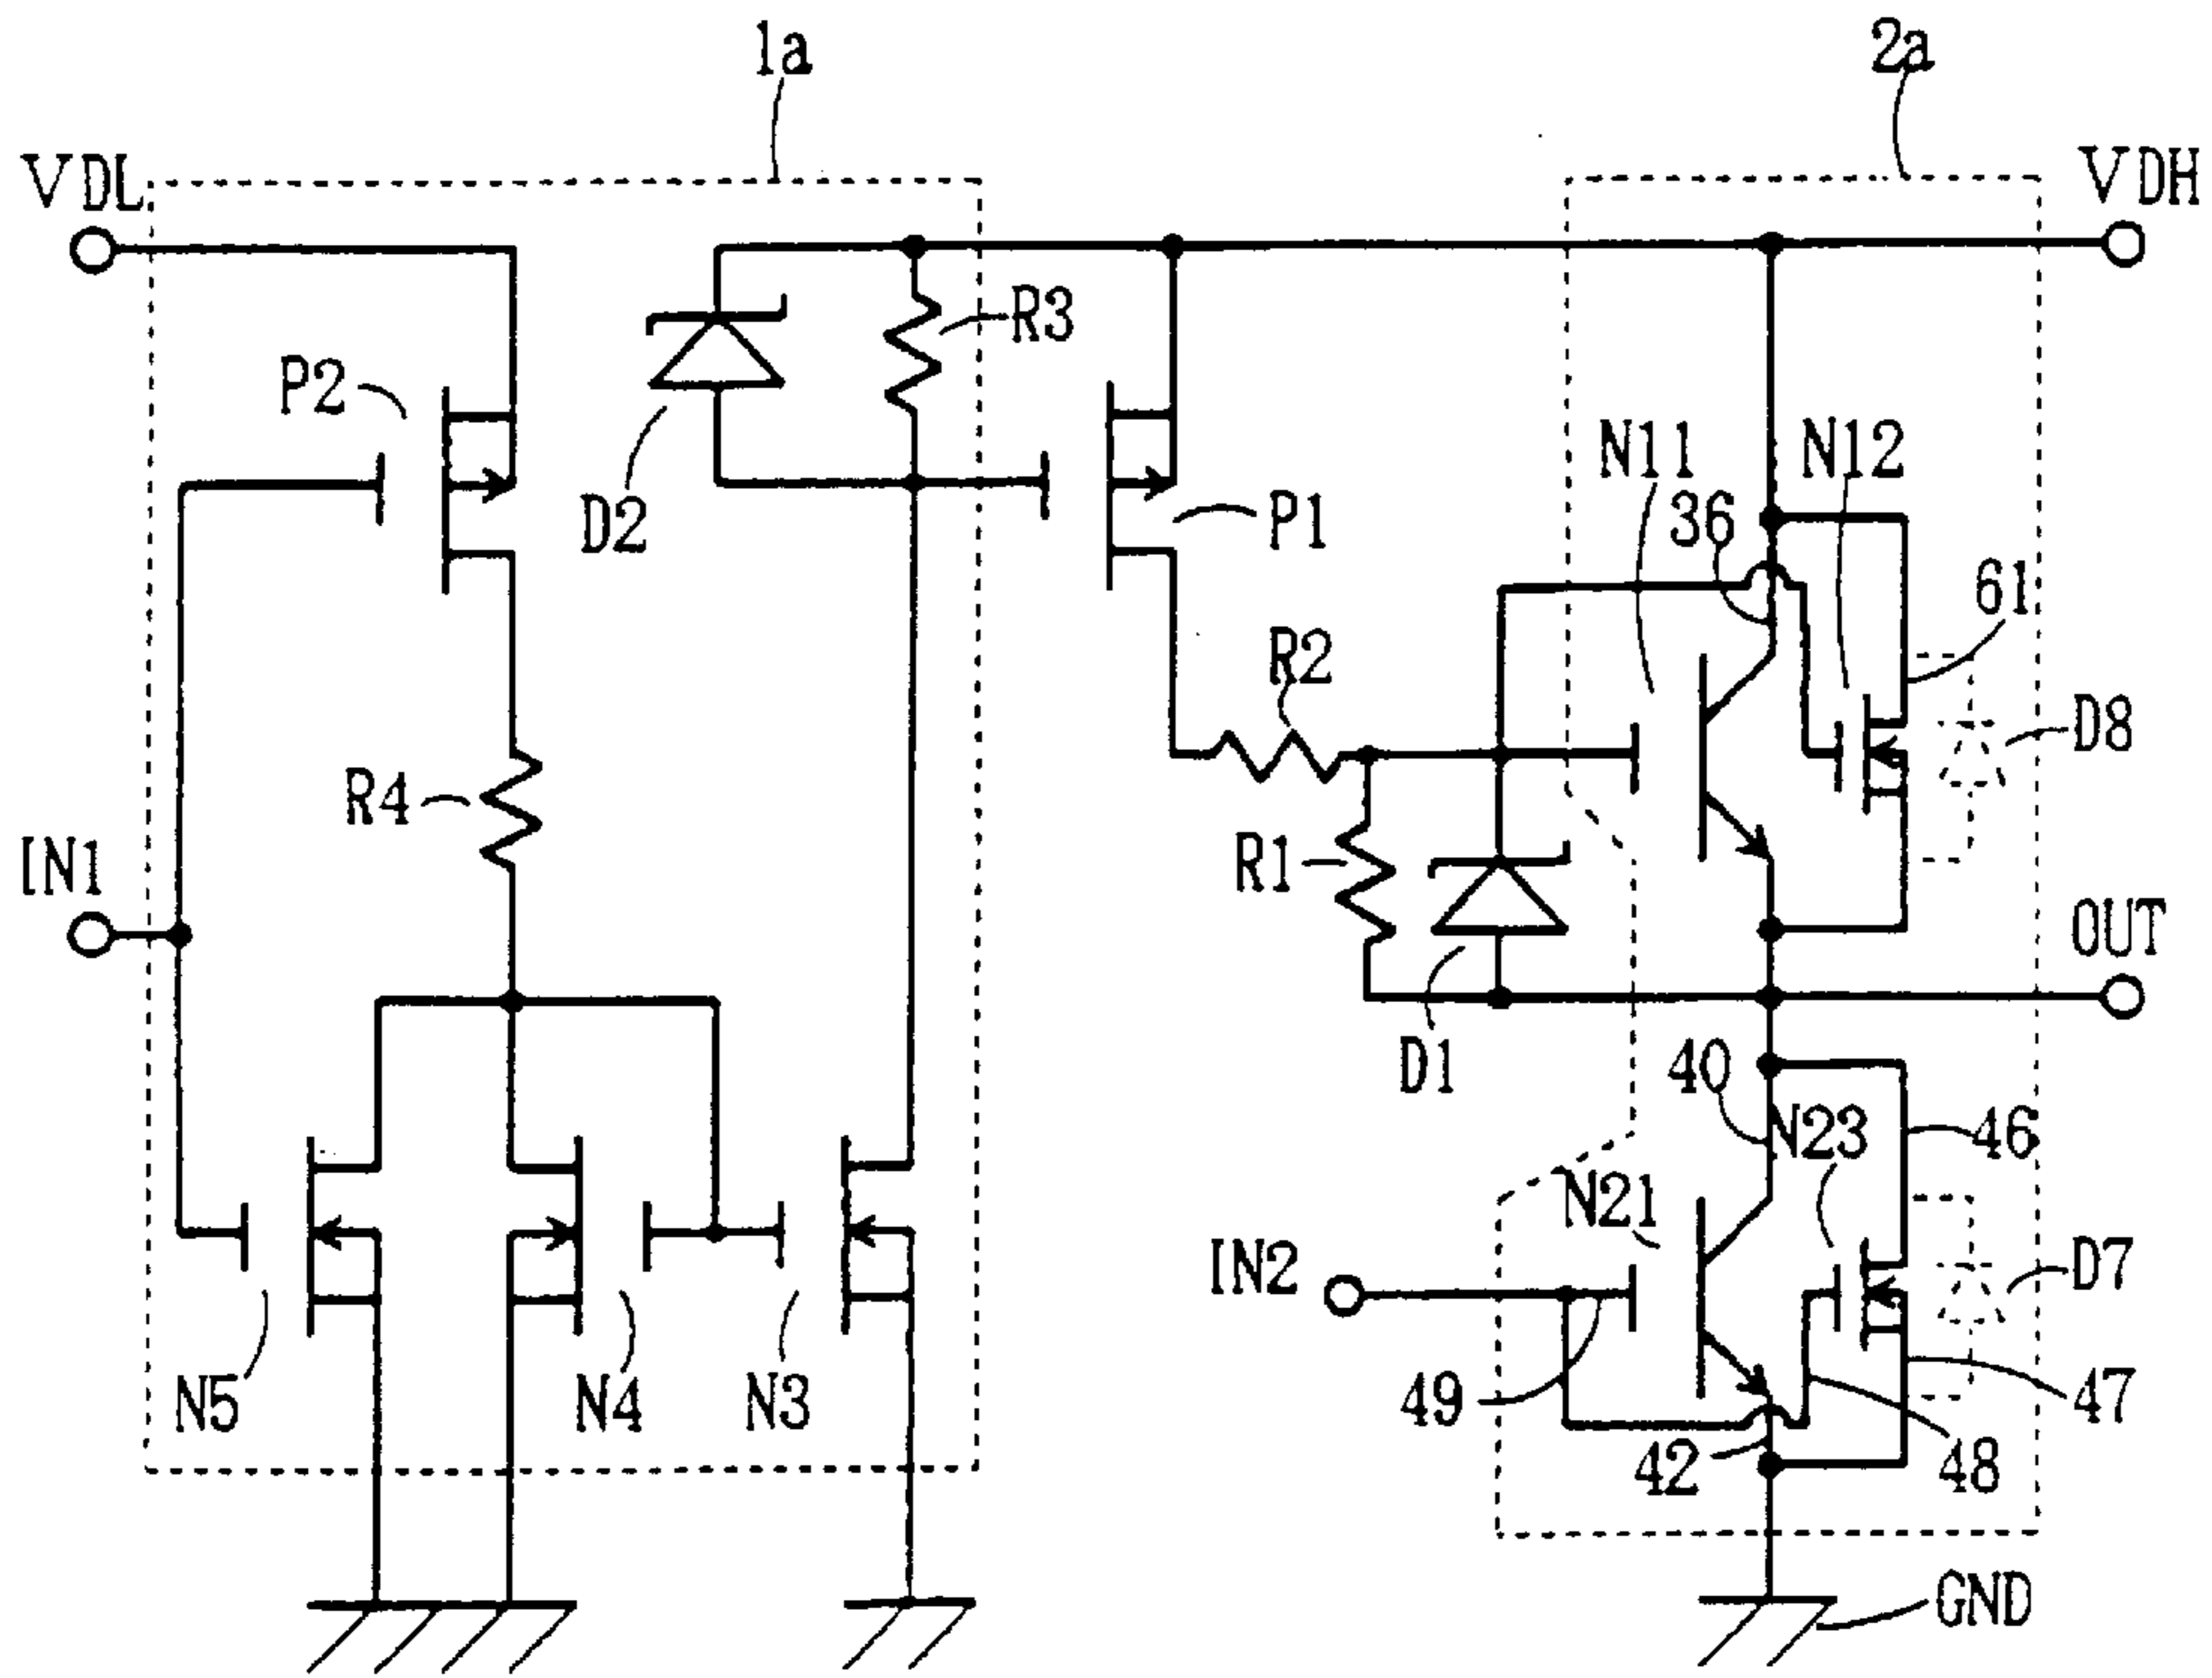 1a
2a
VDL
VDH
R3
P2
N11
N12
D2
36
P1
61
R2
D8
R4
IN1
R1
OUT
D1
40
N23
46
N21
IN2
D7
N5
N4
N3
49
47
42
48
GND